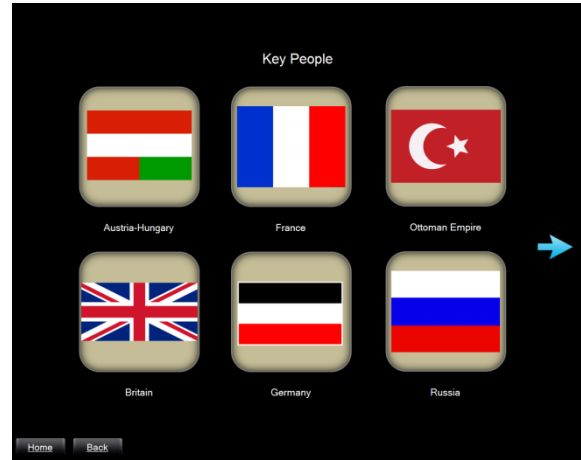 Key People
Austria-Hungary
France
Ottoman Empire
Britain
Germany
Russia
Home
Back